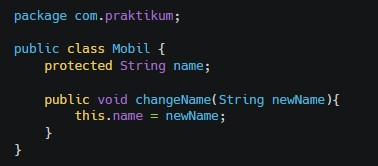 package com.praktikum;
public class Mobil {
protected String name;
public void changeName(String newName){
this.name = newName;
}
}